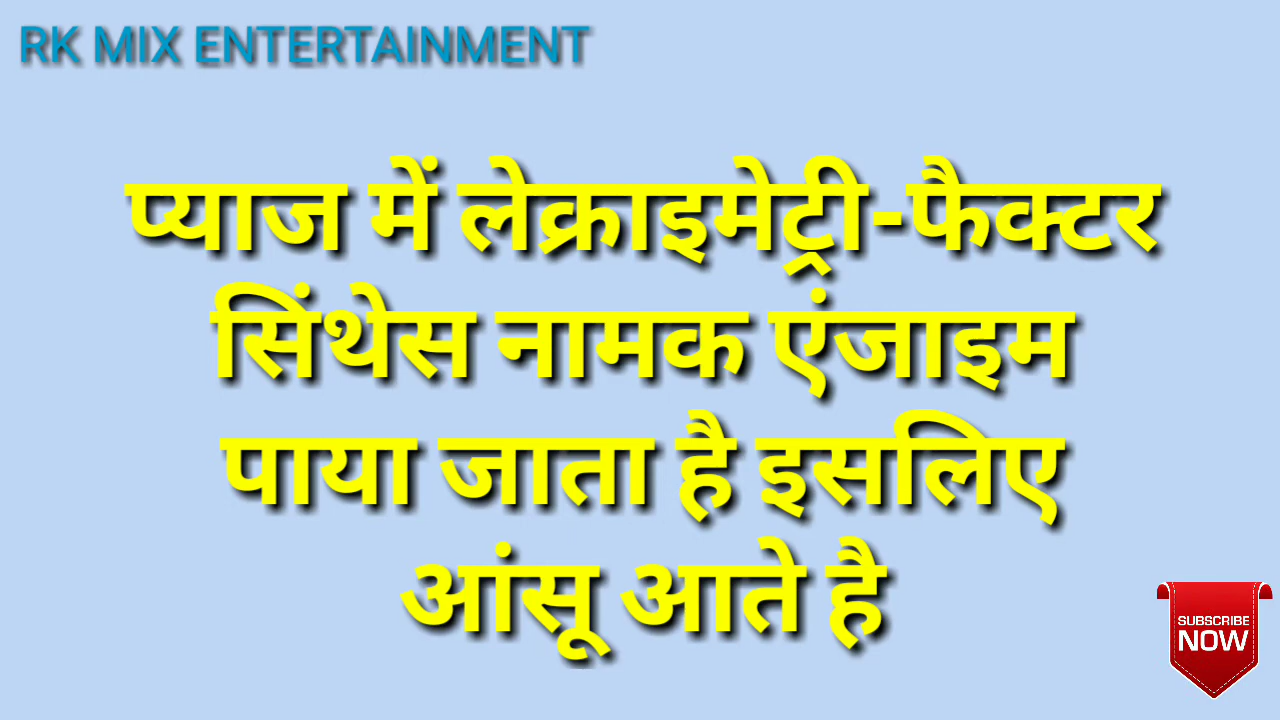 RK MIX ENTERTAINMENT
प्याज में लेक्राइमेट्री-फैक्टर
सिंथेस नामक एंजाइम
पाया जाता है इसलिए
आंसू आते है
SUBSCRIBE
NOW